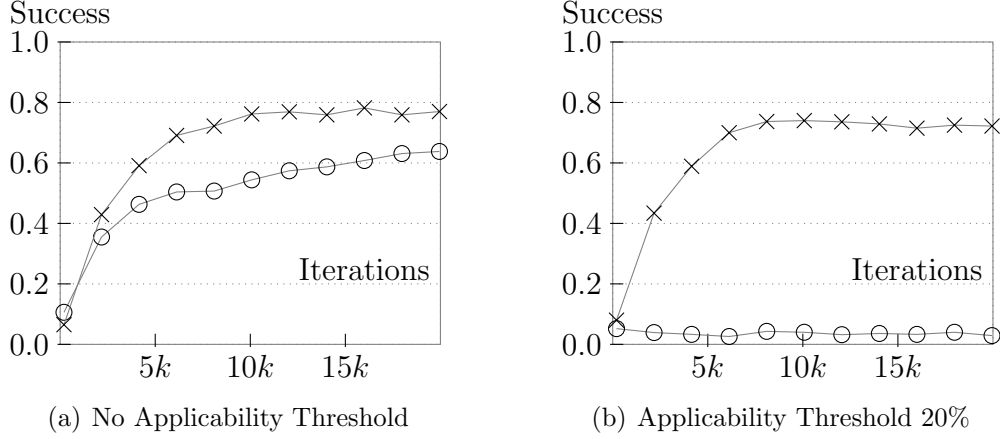 Success
1.0
0.8
0.6
0.4
Iterations
0.2
0.0
5k
10k
15k
(a) No Applicability Threshold
Success
1.0
0.8
0.6
0.4
Iterations
0.2
0.0
5k
10k
15k
(b) Applicability Threshold 20%